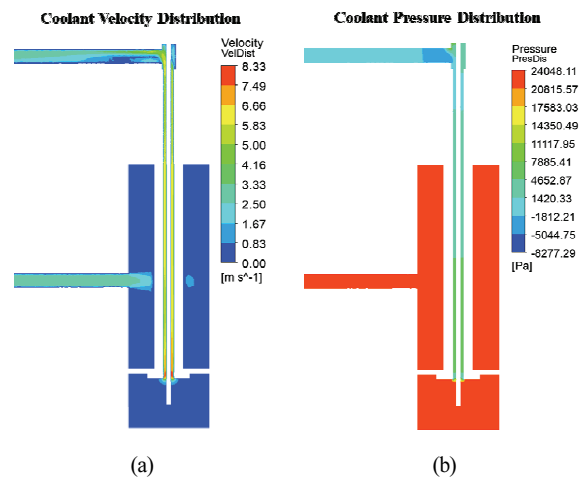 Coolant Velocity Distribution
Velocity
VelDist
8.33
7.49
6.66
5.83
5.00
4.16
3.33
2.50
1.67
0.83
0.00
[m s^-1]
(a)
Coolant Pressure Distribution
Pressure
PresDis
24048.11
20815.57
17583.03
14350.49
11117.95
7885.41
4652.87
1420.33
-1812.21
-5044.75
-8277.29
[Pa]
(b)